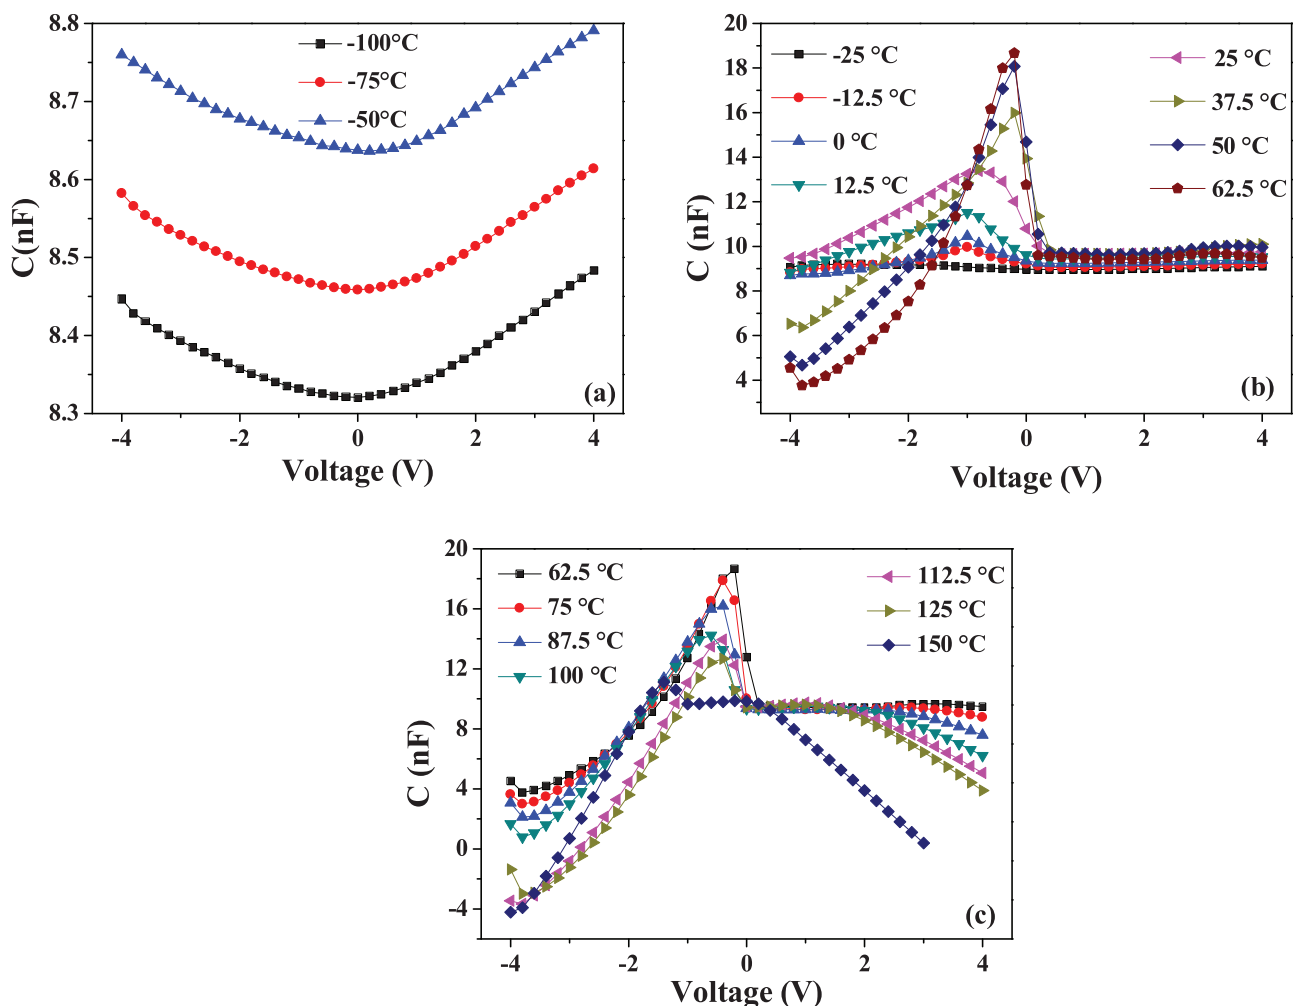 8.8
8.7
8.6
8.5
8.4
8.3
C(nF)
-100°C
-75°C
-50°C
(a)
-4 -2 0 2 4
Voltage (V)
20
18
16
14
12
10
8
6
4
C (nF)
-25 °C
-12.5 °C
0 °C
12.5 °C
25 °C
37.5 °C
50 °C
62.5 °C
(b)
-4 -2 0 2 4
Voltage (V)
20
16
12
8
4
0
-4
C (nF)
62.5 °C
75 °C
87.5 °C
100 °C
112.5 °C
125 °C
150 °C
(c)
-4 -2 0 2 4
Voltage (V)